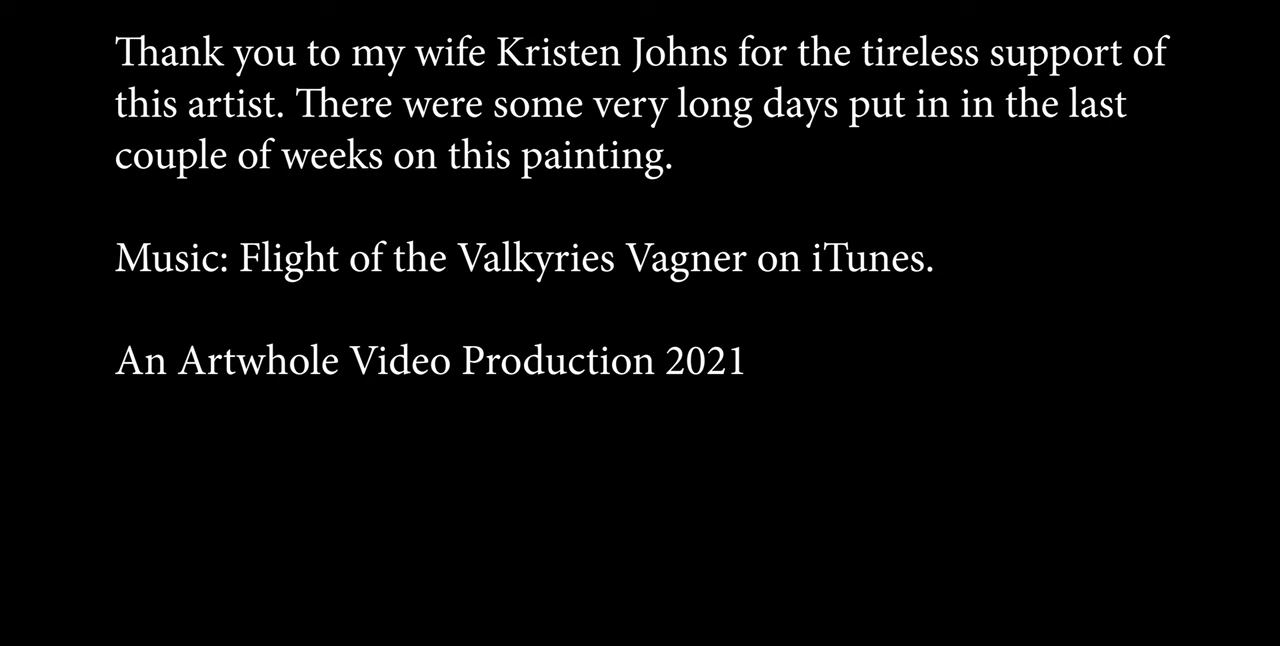 Thank you to my wife Kristen Johns for the tireless support of
this artist. There were some very long days put in in the last
couple of weeks on this painting.
Music: Flight of the Valkyries Vagner on iTunes.
An Artwhole Video Production 2021